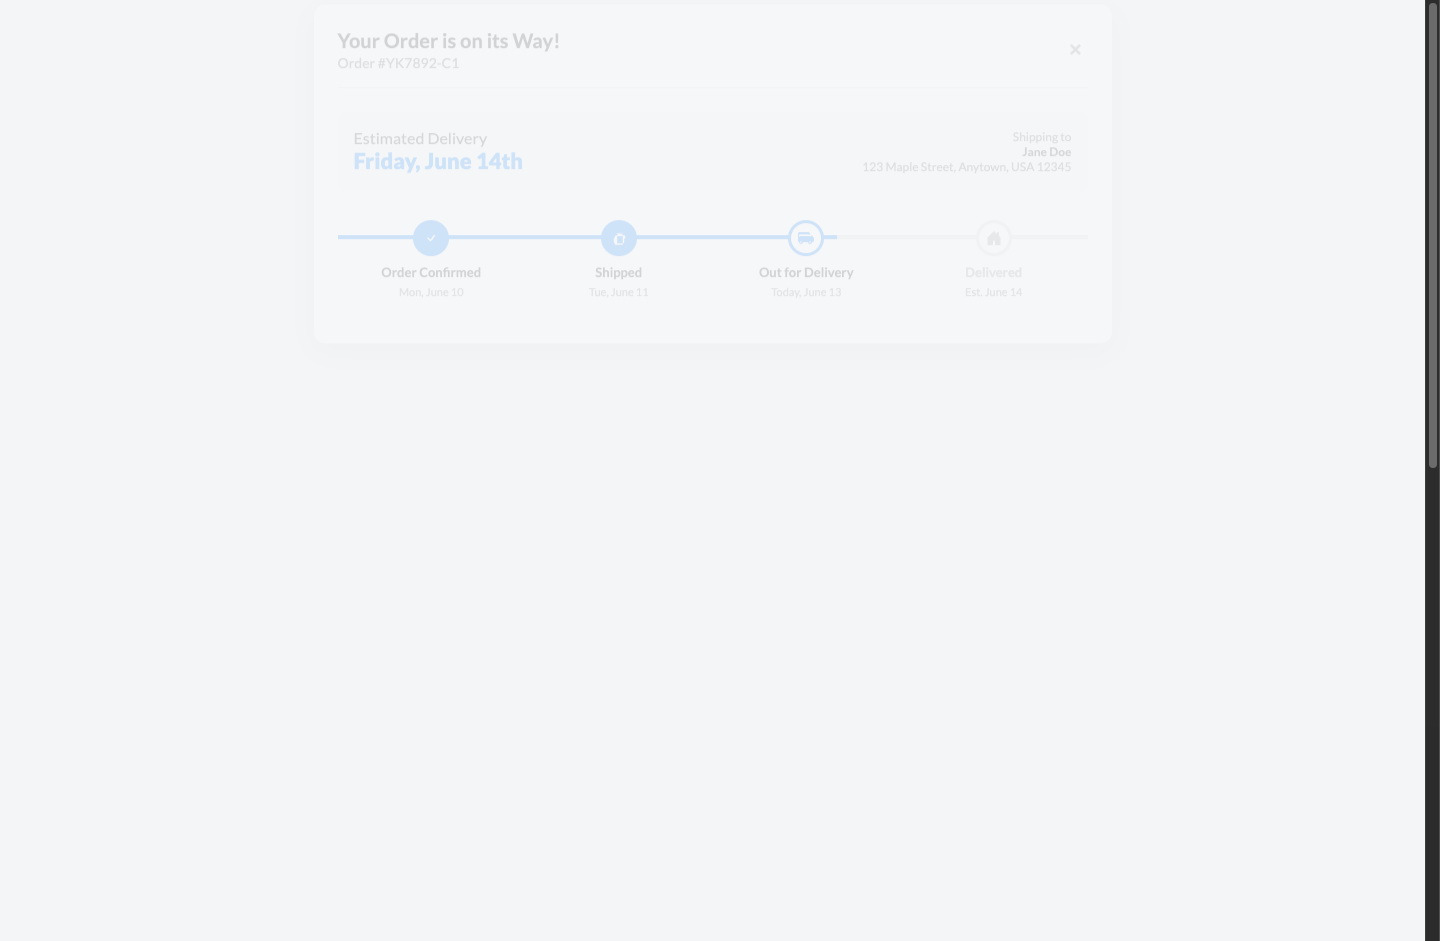 Your Order is on its Way!
Order #YK7892-C1
Estimated Delivery
Friday, June 14th
Shipping to
Jane Doe
123 Maple Street, Anytown, USA 12345
Order Confirmed
Mon, June 10
Shipped
Tue, June 11
Out for Delivery
Today, June 13
Delivered
Est. June 14